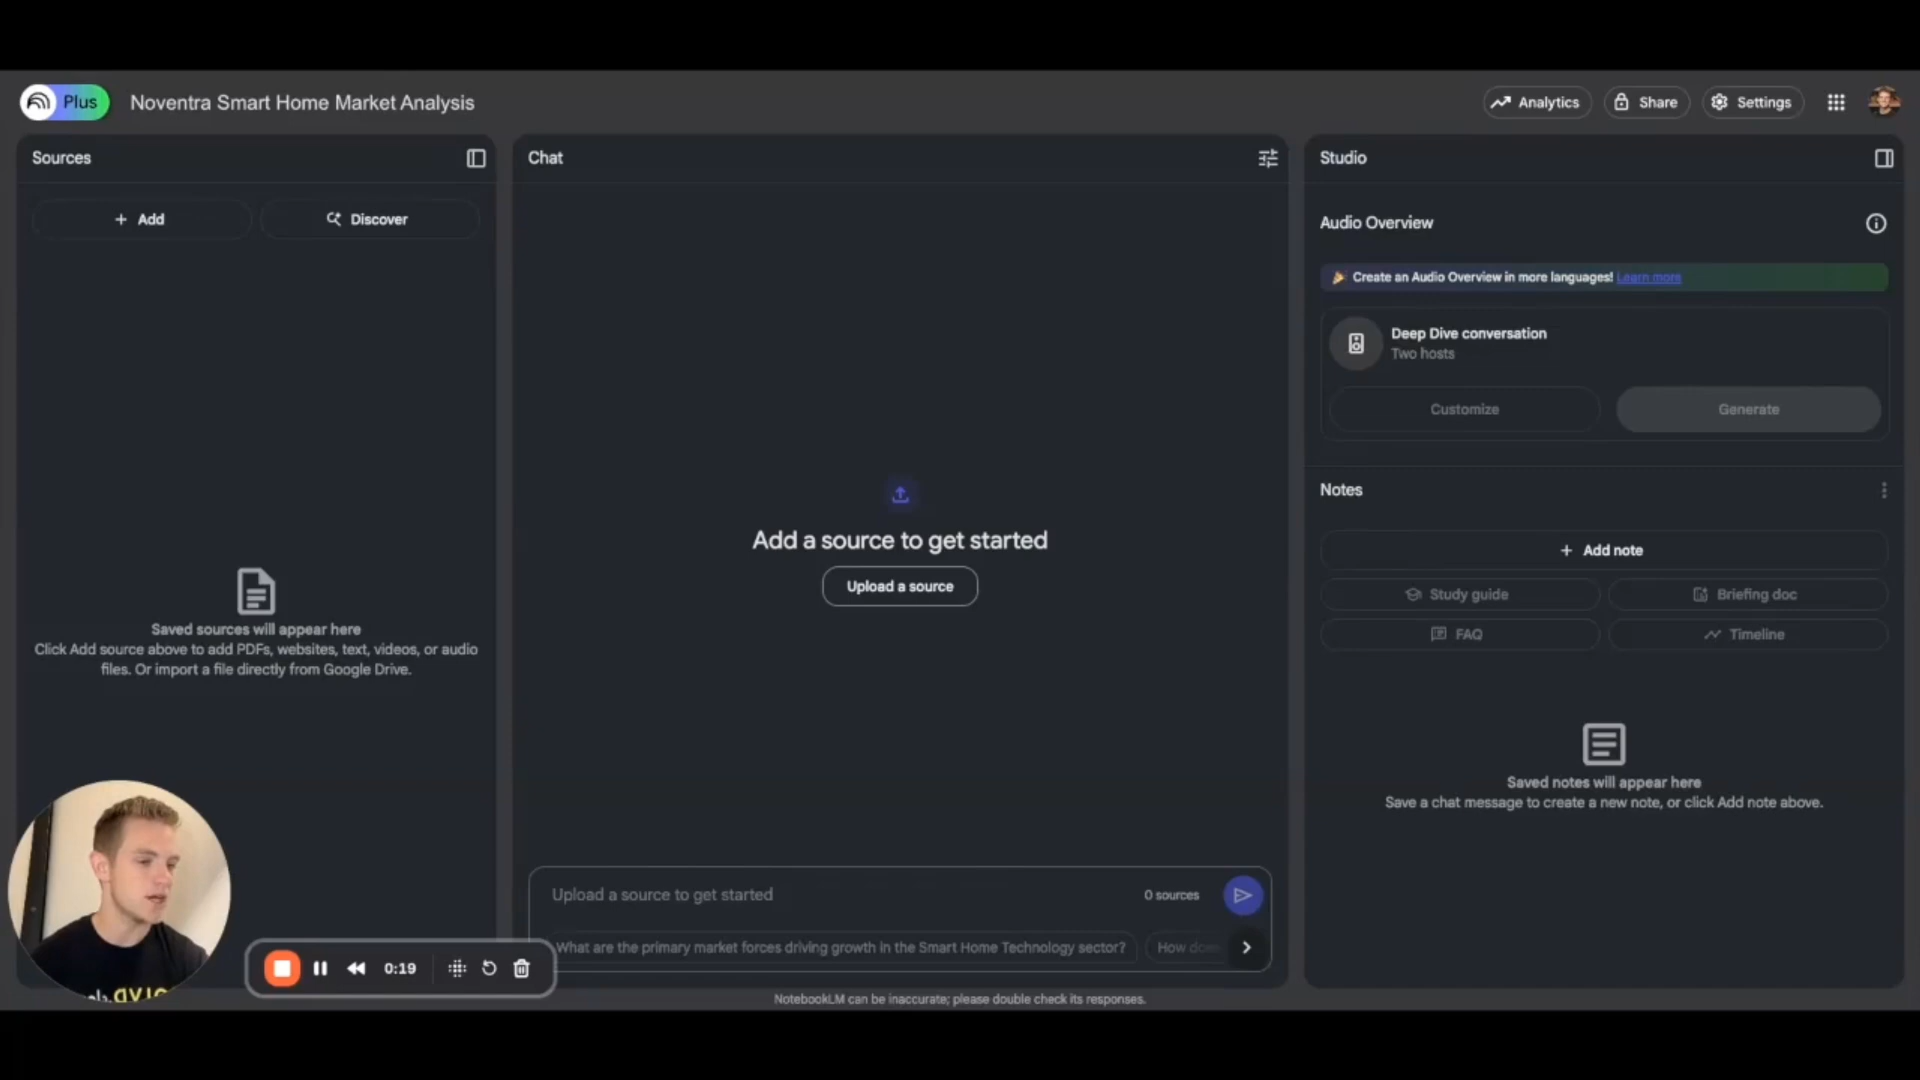 Plus
Noventra Smart Home Market Analysis
Analytics
Share
Settings
Sources
Add
Discover
Saved sources will appear here
Click Add source above to add PDFs, websites, text, videos, or audio
files. Or import a file directly from Google Drive.
Chat
Add a source to get started
Upload a source
Upload a source to get started
0 sources
What are the primary market forces driving growth in the Smart Home Technology sector?
How does
NotebookLM can be inaccurate; please double check its responses.
Studio
Audio Overview
Create an Audio Overview in more languages! Learn more
Deep Dive conversation
Two hosts
Customize
Generate
Notes
Add note
Study guide
Briefing doc
FAQ
Timeline
Saved notes will appear here
Save a chat message to create a new note, or click Add note above.
0:19